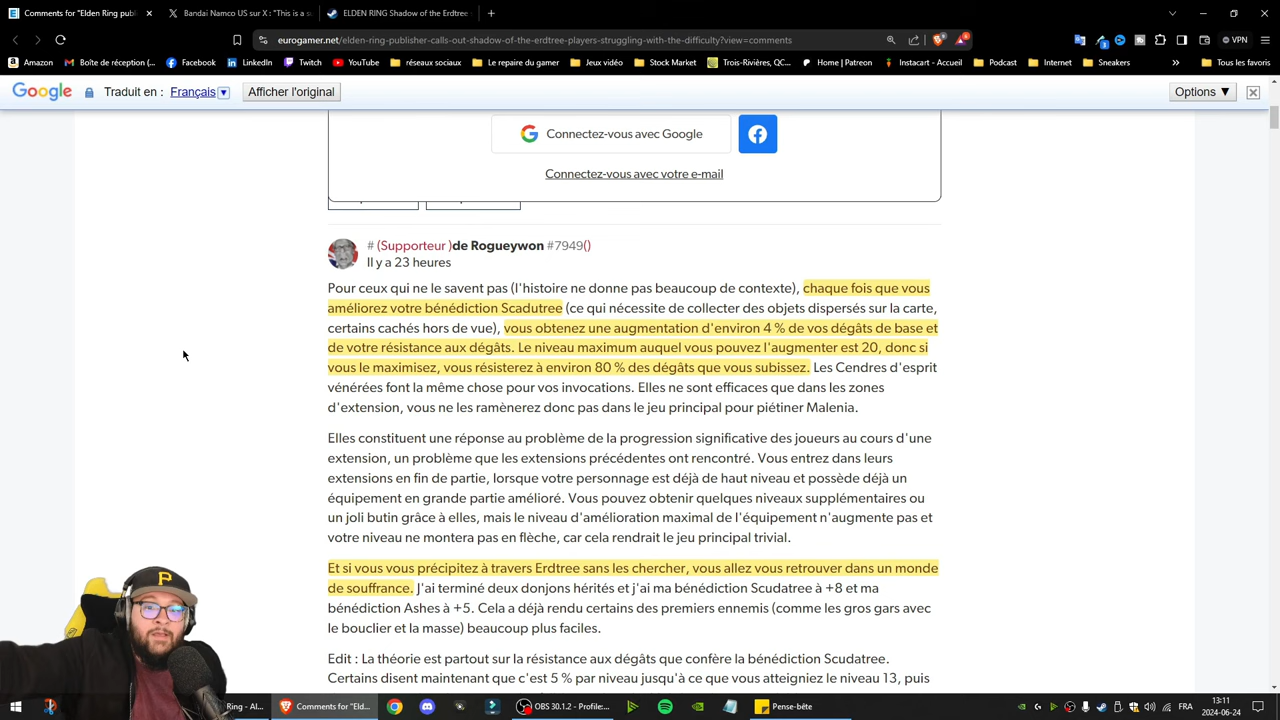 Comments for "Elden Ring publ
Bandai Namco US sur X : "This is a s
ELDEN RING Shadow of the Erdtree
eurogamer.net/elden-ring-publisher-calls-out-shadow-of-the-erdtree-players-struggling-with-the-difficulty?view=comments
VPN
Amazon
Boîte de réception (...
Facebook
LinkedIn
Twitch
YouTube
réseaux sociaux
Le repaire du gamer
Jeux vidéo
Stock Market
Trois-Rivières, QC...
Home | Patreon
Instacart - Accueil
Podcast
Internet
Sneakers
»
Tous les favoris
Google
Traduit en :
Français
Afficher l'original
Options ▼
Connectez-vous avec Google
Connectez-vous avec votre e-mail
# (Supporteur )de Rogueywon #7949()
Il y a 23 heures
Pour ceux qui ne le savent pas (l'histoire ne donne pas beaucoup de contexte), chaque fois que vous
améliorez votre bénédiction Scadutree (ce qui nécessite de collecter des objets dispersés sur la carte,
certains cachés hors de vue), vous obtenez une augmentation d'environ 4 % de vos dégâts de base et
de votre résistance aux dégâts. Le niveau maximum auquel vous pouvez l'augmenter est 20, donc si
vous le maximisez, vous résisterez à environ 80 % des dégâts que vous subissez. Les Cendres d'esprit
vénérées font la même chose pour vos invocations. Elles ne sont efficaces que dans les zones
d'extension, vous ne les ramènerez donc pas dans le jeu principal pour piétiner Malenia.
Elles constituent une réponse au problème de la progression significative des joueurs au cours d'une
extension, un problème que les extensions précédentes ont rencontré. Vous entrez dans leurs
extensions en fin de partie, lorsque votre personnage est déjà de haut niveau et possède déjà un
équipement en grande partie amélioré. Vous pouvez obtenir quelques niveaux supplémentaires ou
un joli butin grâce à elles, mais le niveau d'amélioration maximal de l'équipement n'augmente pas et
votre niveau ne montera pas en flèche, car cela rendrait le jeu principal trivial.
Et si vous vous précipitez à travers Erdtree sans les chercher, vous allez vous retrouver dans un monde
de souffrance. J'ai terminé deux donjons hérités et j'ai ma bénédiction Scudatree à +8 et ma
bénédiction Ashes à +5. Cela a déjà rendu certains des premiers ennemis (comme les gros gars avec
le bouclier et la masse) beaucoup plus faciles.
Edit : La théorie est partout sur la résistance aux dégâts que confère la bénédiction Scudatree.
Certains disent maintenant que c'est 5 % par niveau jusqu'à ce que vous atteigniez le niveau 13, puis
P
Ring - Al...
Comments for "Eld...
OBS 30.1.2 - Profile:...
Pense-bête
FR
13:11
2024-06-24